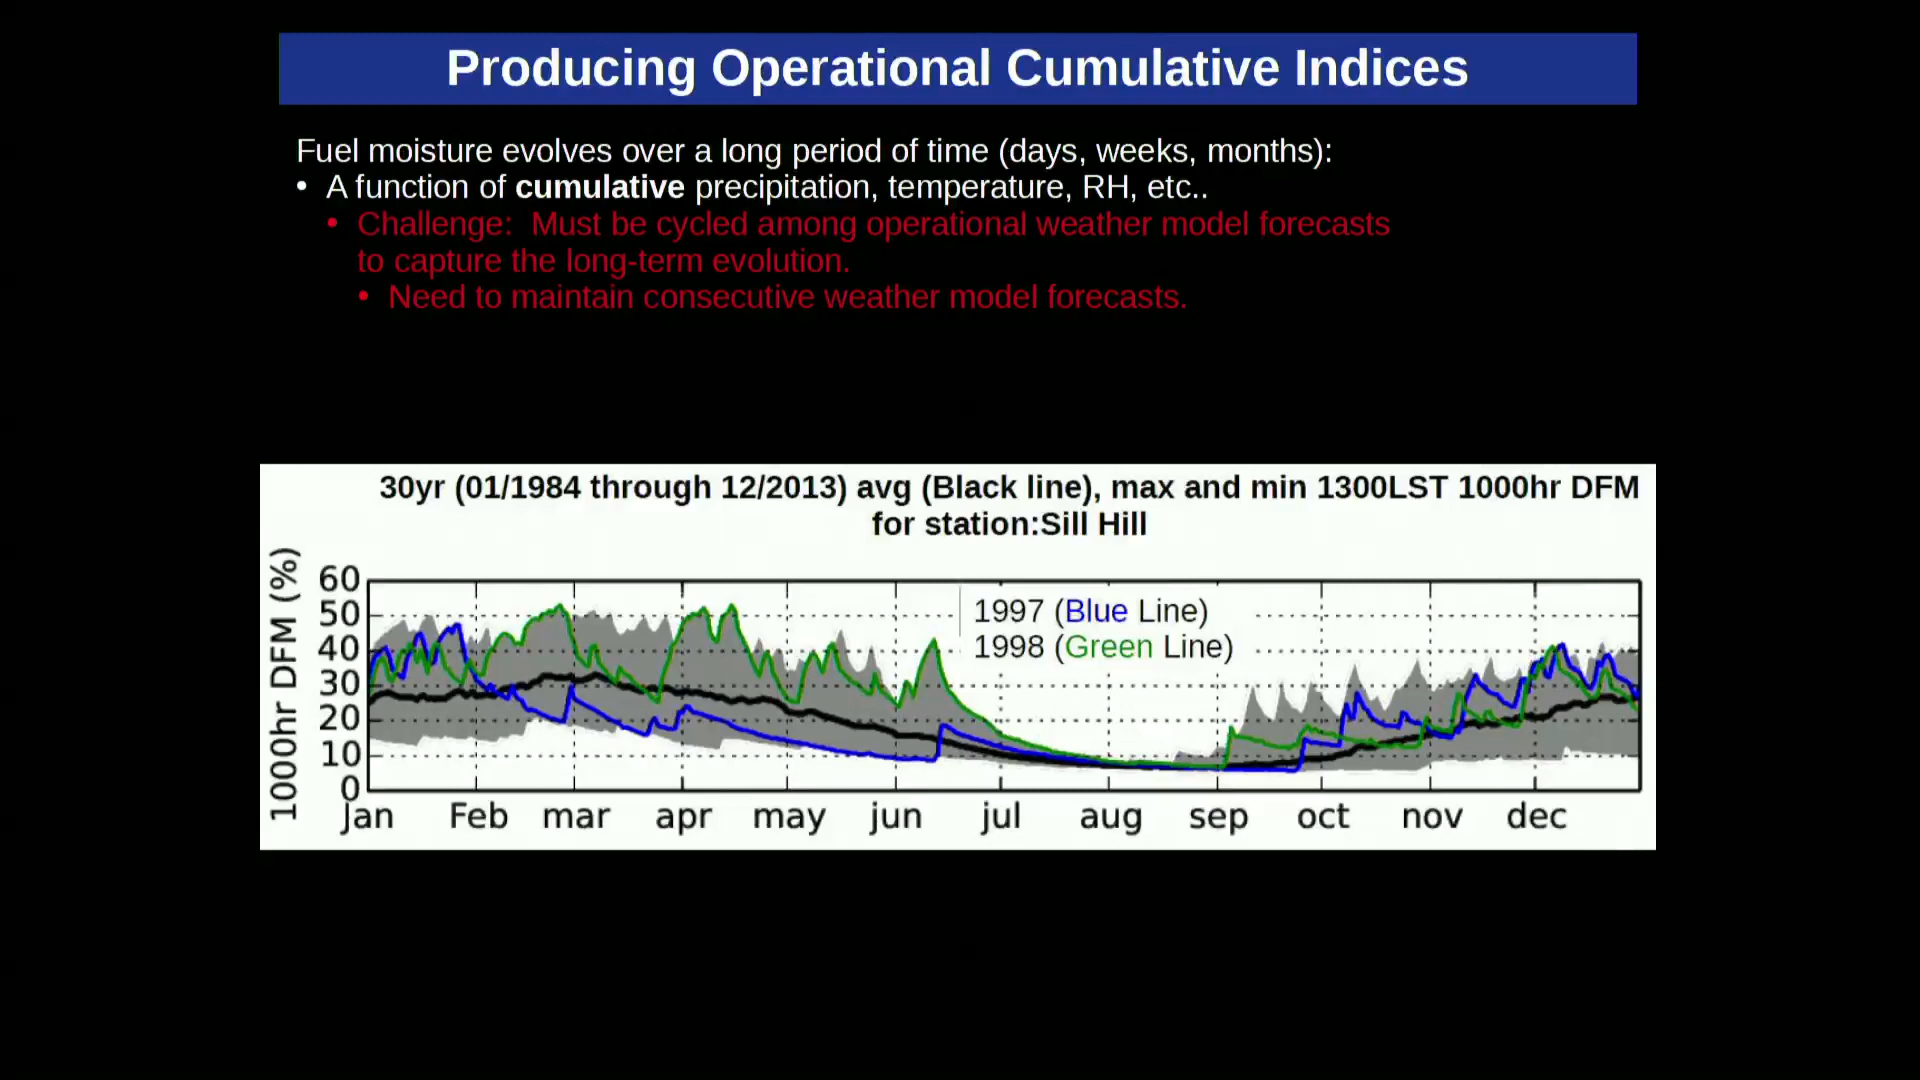 Producing Operational Cumulative Indices
Fuel moisture evolves over a long period of time (days, weeks, months):
• A function of cumulative precipitation, temperature, RH, etc..
• Challenge:  Must be cycled among operational weather model forecasts
to capture the long-term evolution.
• Need to maintain consecutive weather model forecasts.
30yr (01/1984 through 12/2013) avg (Black line), max and min 1300LST 1000hr DFM
for station:Sill Hill
1000hr DFM (%)
60
50
40
30
20
10
0
1997 (Blue Line)
1998 (Green Line)
Jan Feb mar apr may jun jul aug sep oct nov dec